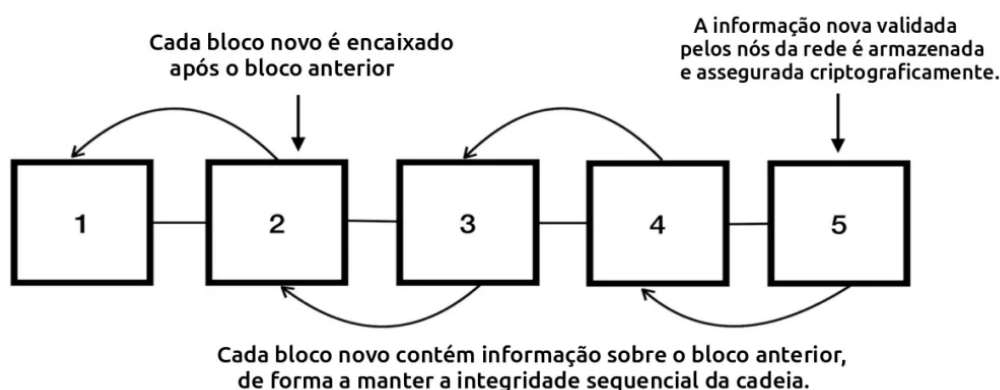 Cada bloco novo é encaixado
após o bloco anterior
A informação nova validada
pelos nós da rede é armazenada
e assegurada criptograficamente.
1
2
3
4
5
Cada bloco novo contém informação sobre o bloco anterior,
de forma a manter a integridade sequencial da cadeia.